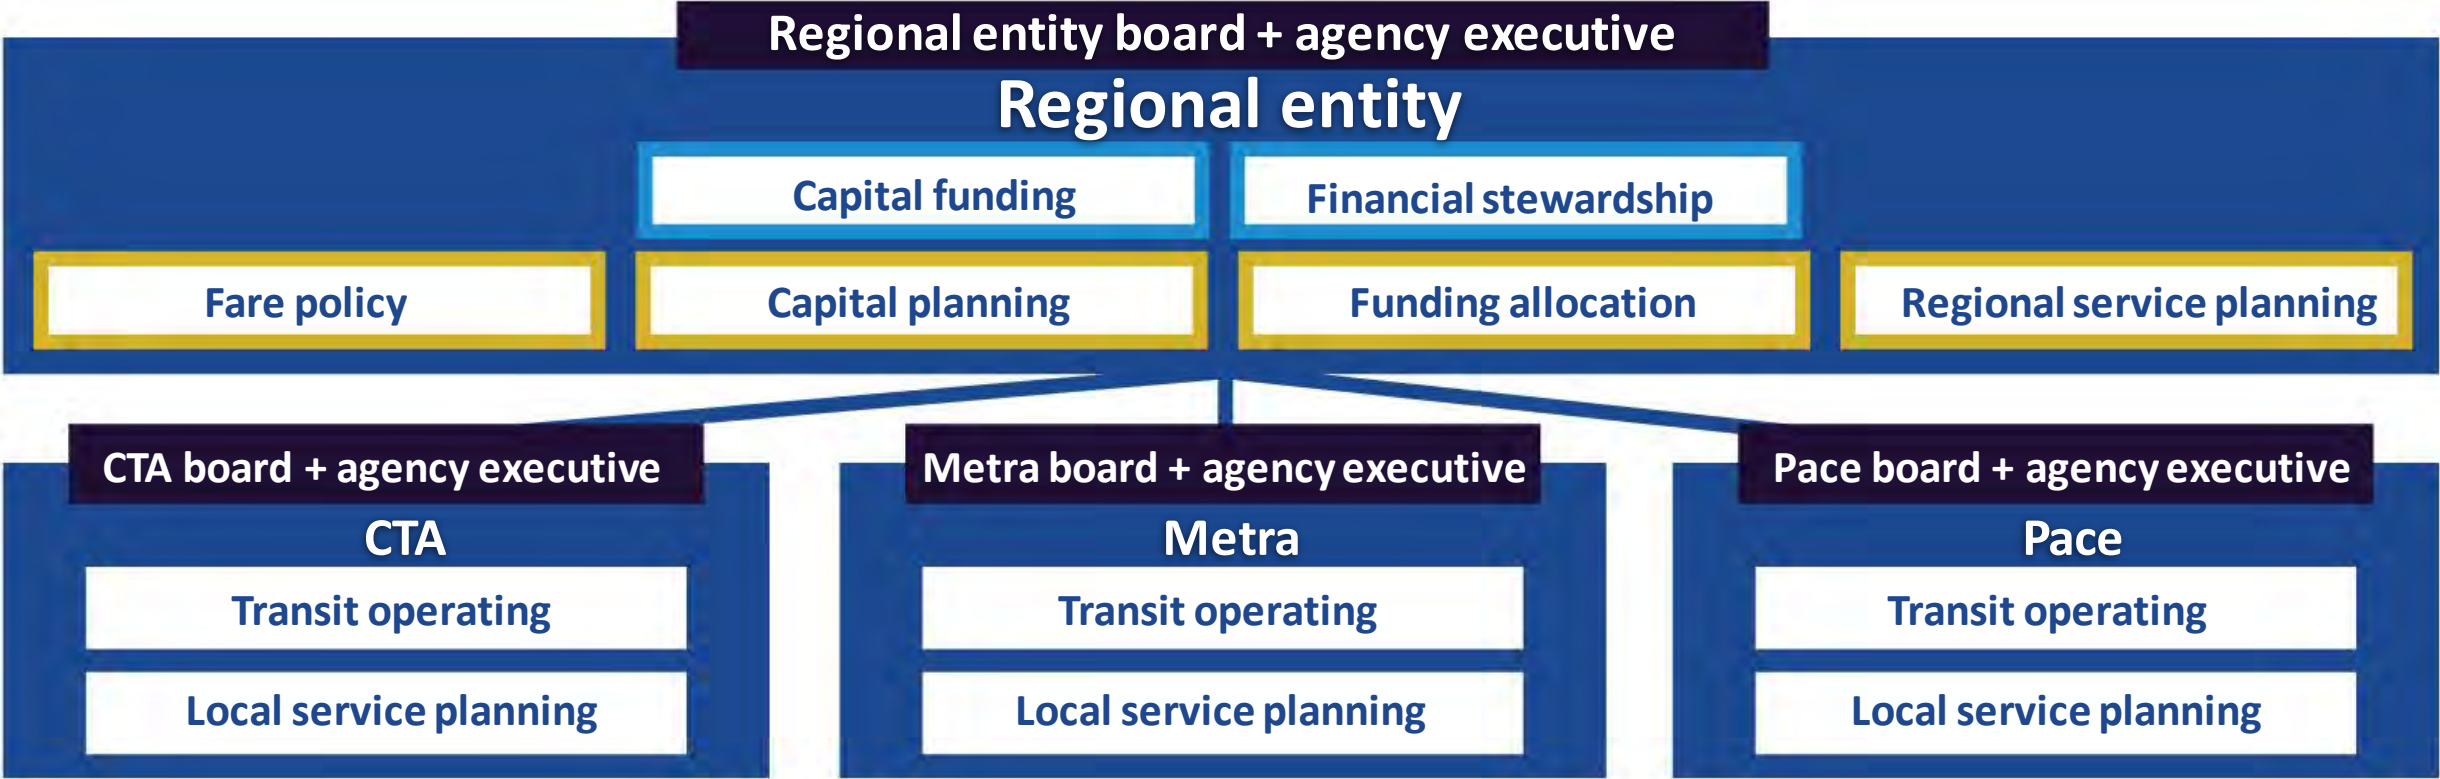 Regional entity board + agency executive
Regional entity
Capital funding
Financial stewardship
Fare policy
Capital planning
Funding allocation
Regional service planning
CTA board + agency executive
CTA
Transit operating
Local service planning
Metra board + agency executive
Metra
Transit operating
Local service planning
Pace board + agency executive
Pace
Transit operating
Local service planning